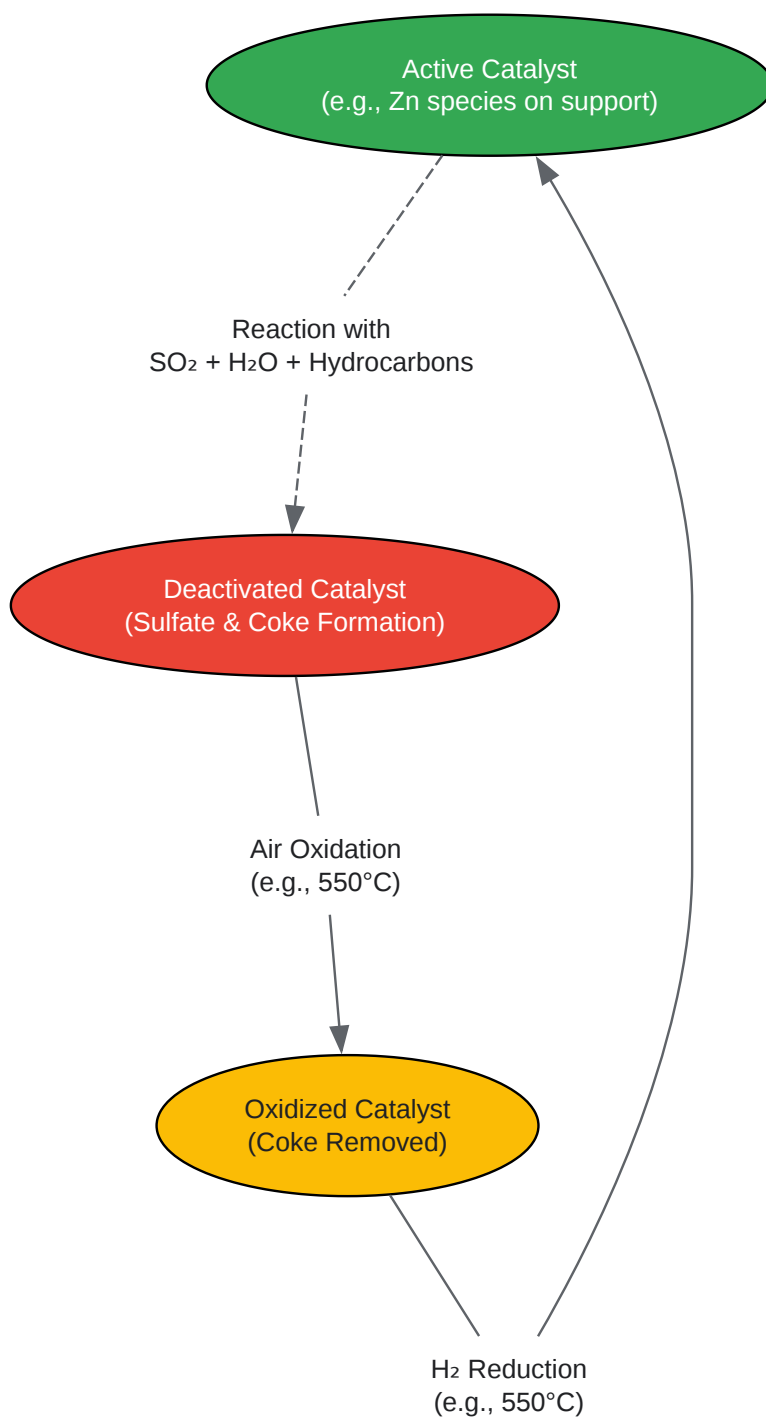 Active Catalyst
(e.g., Zn species on support)
Reaction with
SO₂ + H₂O + Hydrocarbons
Deactivated Catalyst
(Sulfate & Coke Formation)
Air Oxidation
(e.g., 550°C)
Oxidized Catalyst
(Coke Removed)
H₂ Reduction
(e.g., 550°C)